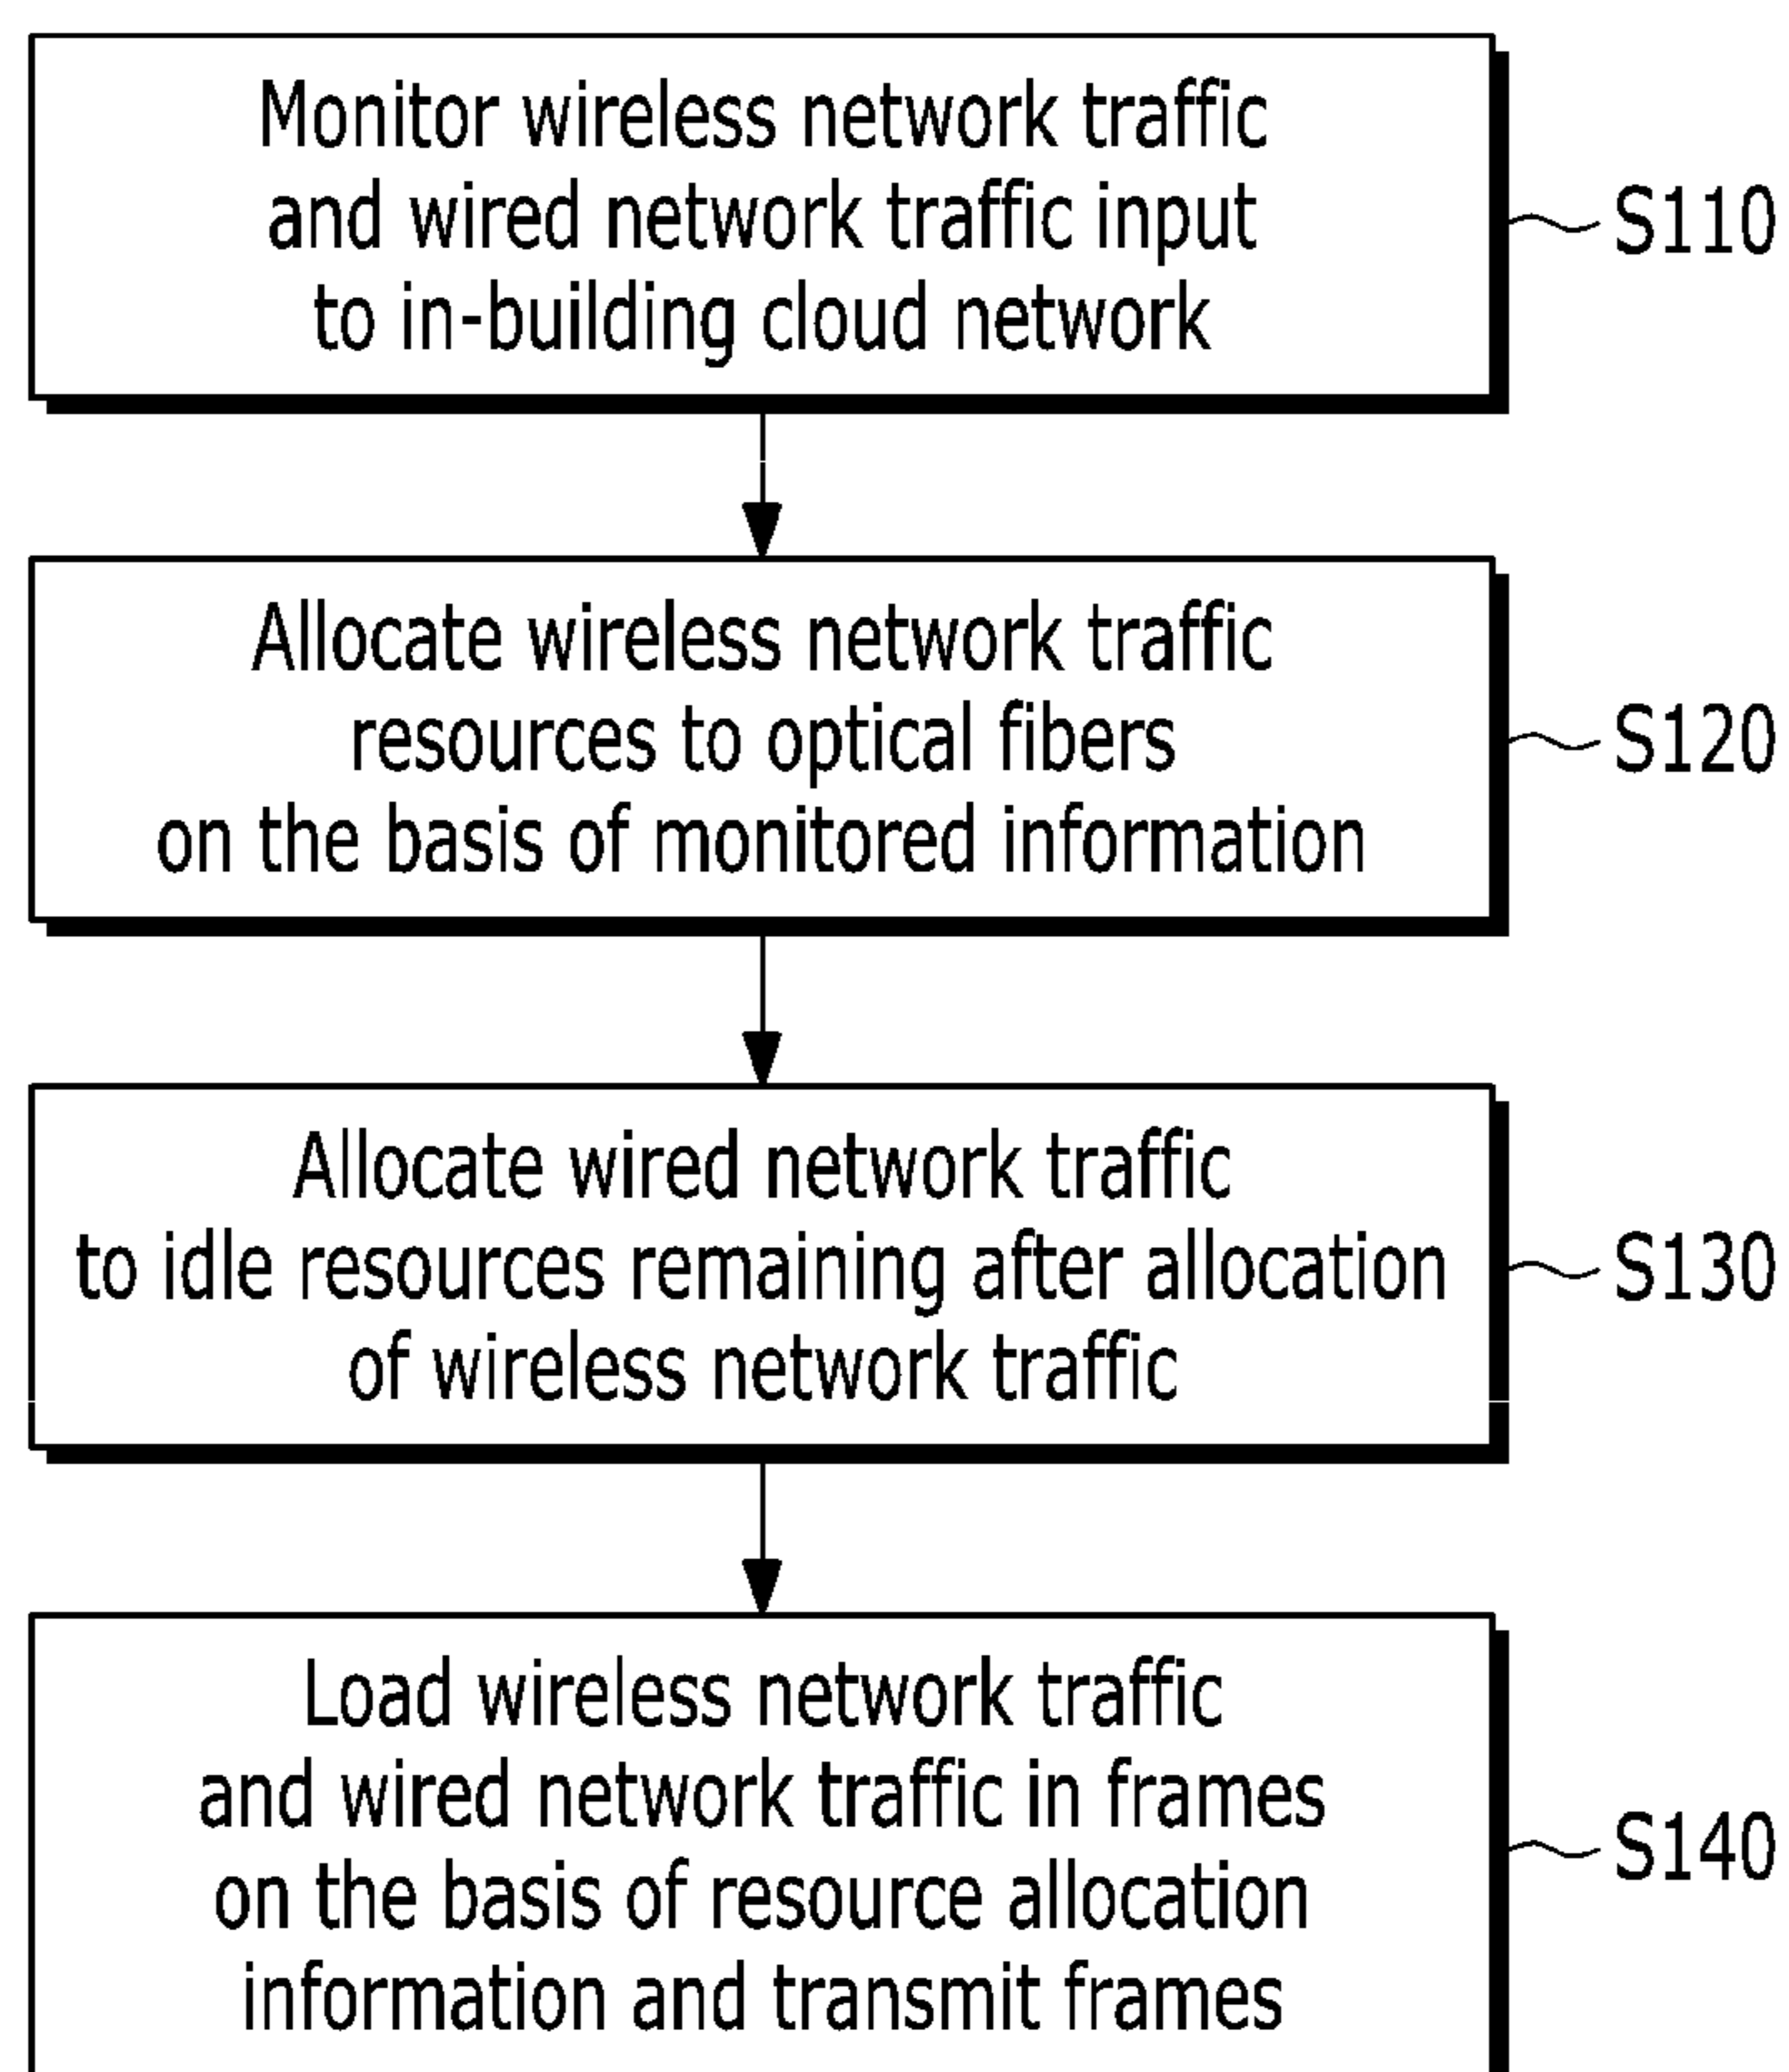 Monitor wireless network traffic
and wired network traffic input
to in-building cloud network
S110
Allocate wireless network traffic
resources to optical fibers
on the basis of monitored information
S120
Allocate wired network traffic
to idle resources remaining after allocation
of wireless network traffic
S130
Load wireless network traffic
and wired network traffic in frames
on the basis of resource allocation
information and transmit frames
S140